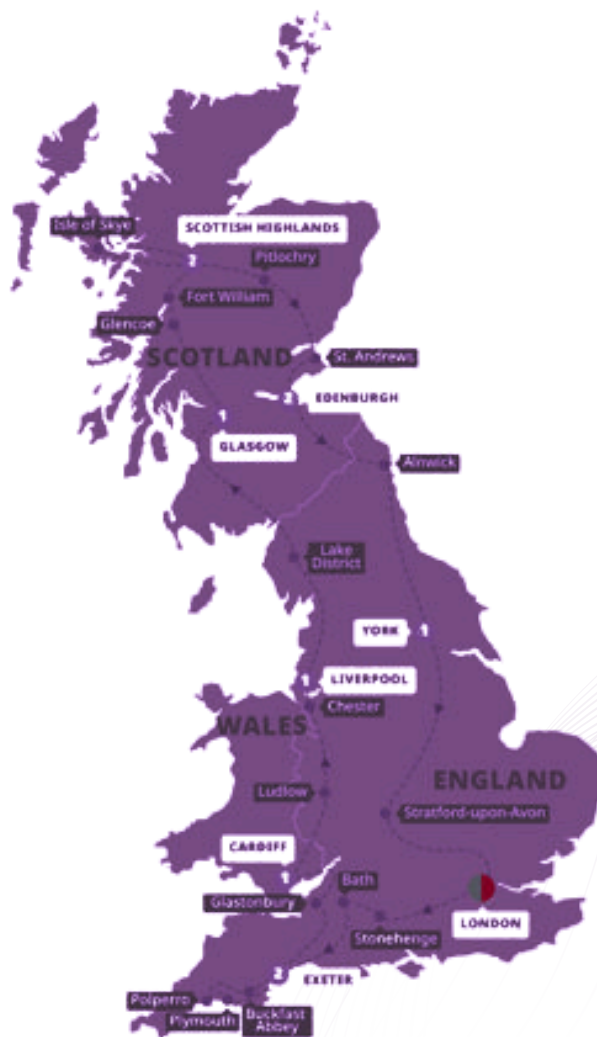 Isle of Skye
SCOTTISH HIGHLANDS
2
Pitlochry
Fort William
Glencoe
SCOTLAND
St. Andrews
2
EDENBURGH
1
GLASGOW
Alnwick
Lake
District
YORK
1
1
LIVERPOOL
Chester
WALES
ENGLAND
Ludlow
Stratford-upon-Avon
CARDIFF
1
Bath
Glastonbury
LONDON
Stonehenge
2
EXETER
Polperro
Plymouth
Buckfast
Abbey